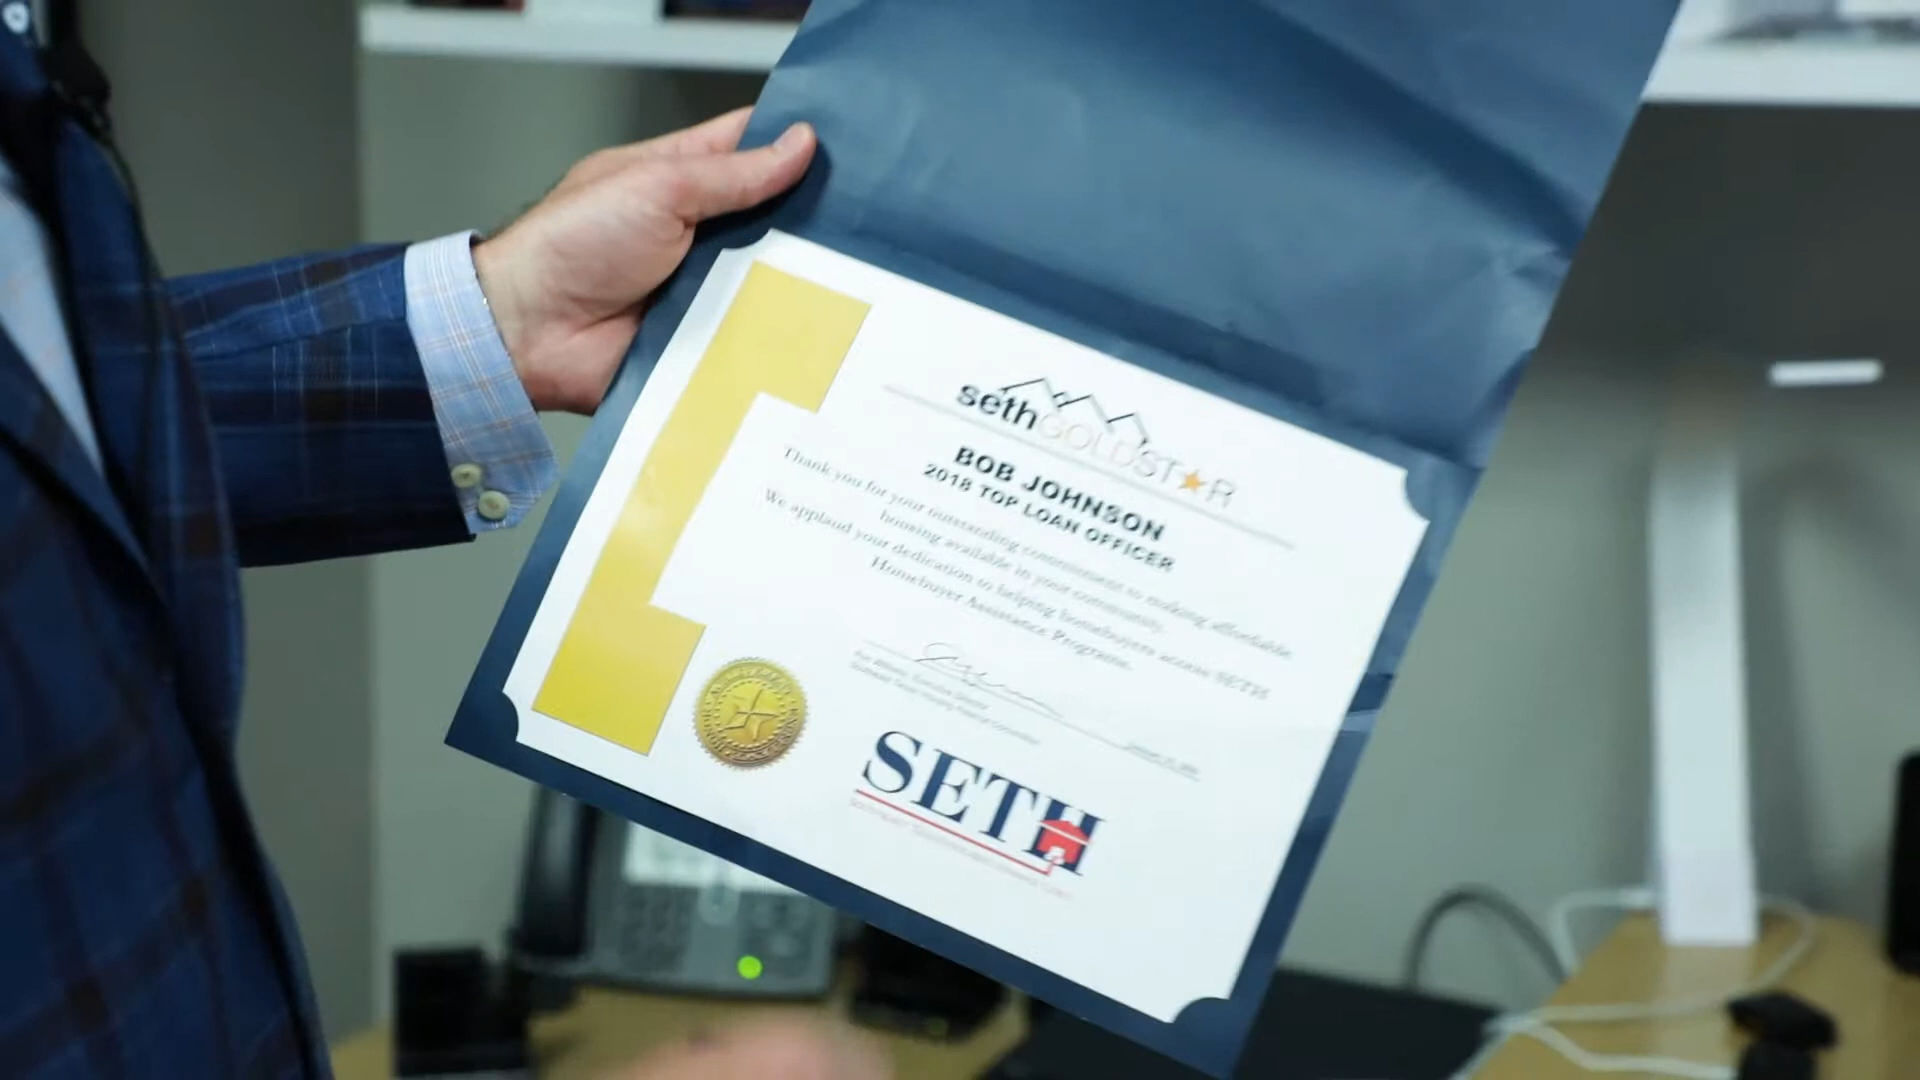 sethGOLDSTAR
BOB JOHNSON
2018 TOP LOAN OFFICER
Thank you for your outstanding commitment to making affordable
housing available in your community.
We applaud your dedication to helping homebuyers access SETH
Homebuyer Assistance Programs.
SETH